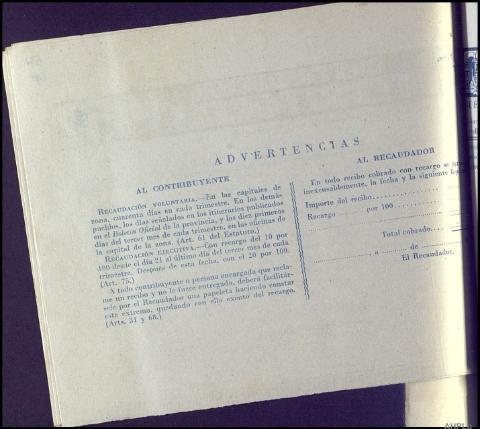 ADVERTENCIAS
AL CONTRIBUYENTE
RECAUDACIÓN VOLUNTARIA.—En las capitales de
zona, cuarenta días en cada trimestre. En los demás
pueblos, los días señalados en los itinerarios publicados
en el Boletín Oficial de la provincia, y los diez primeros
días del tercer mes de cada trimestre, en las oficinas de
la capital de la zona. (Art. 61 del Estatuto.)
RECAUDACIÓN EJECUTIVA.—Con recargo del 10 por
100 desde el día 21 al último día del tercer mes de cada
trimestre. Después de esta fecha, con el 20 por 100.
(Art. 75.)
A todo contribuyente o persona encargada que recla-
me un recibo y no le fuese entregado, deberá facilitár-
sele por el Recaudador una papeleta haciendo constar
este extremo, quedando con ello exento del recargo.
(Arts. 31 y 68.)
AL RECAUDADOR
En todo recibo cobrado con recargo se
inexcusablemente, la fecha y la siguiente
Importe del recibo
Recargo por 100
Total cobrado
a de
El Recaudador,